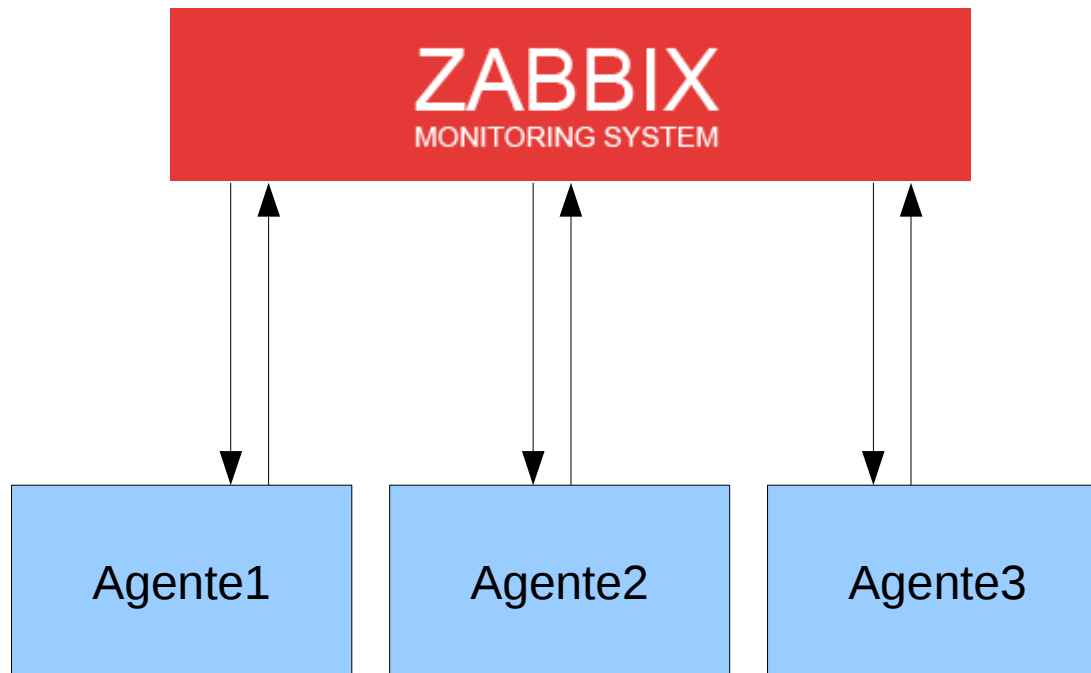 ZABBIX
MONITORING SYSTEM
Agente1
Agente2
Agente3